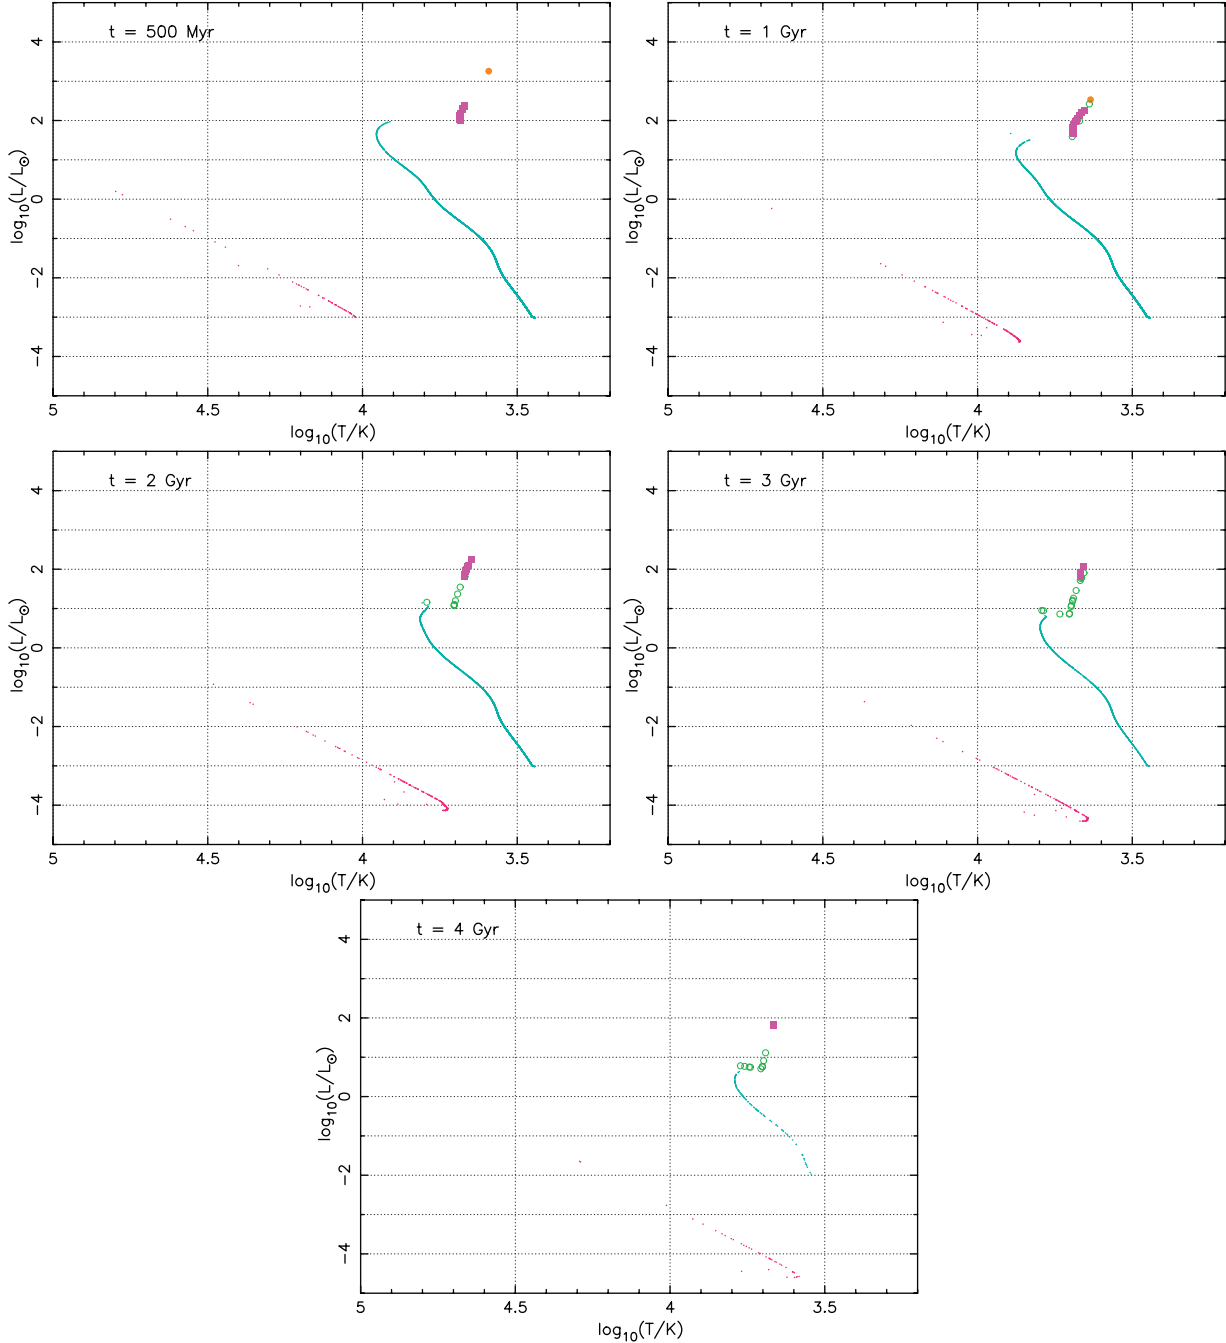 t = 500 Myr
log₁₀(L/L⊙)
4
2
0
−2
−4
5 4.5 4 3.5
log₁₀(T/K)
t = 1 Gyr
log₁₀(L/L⊙)
4
2
0
−2
−4
5 4.5 4 3.5
log₁₀(T/K)
t = 2 Gyr
log₁₀(L/L⊙)
4
2
0
−2
−4
5 4.5 4 3.5
log₁₀(T/K)
t = 3 Gyr
log₁₀(L/L⊙)
4
2
0
−2
−4
5 4.5 4 3.5
log₁₀(T/K)
t = 4 Gyr
log₁₀(L/L⊙)
4
2
0
−2
−4
5 4.5 4 3.5
log₁₀(T/K)